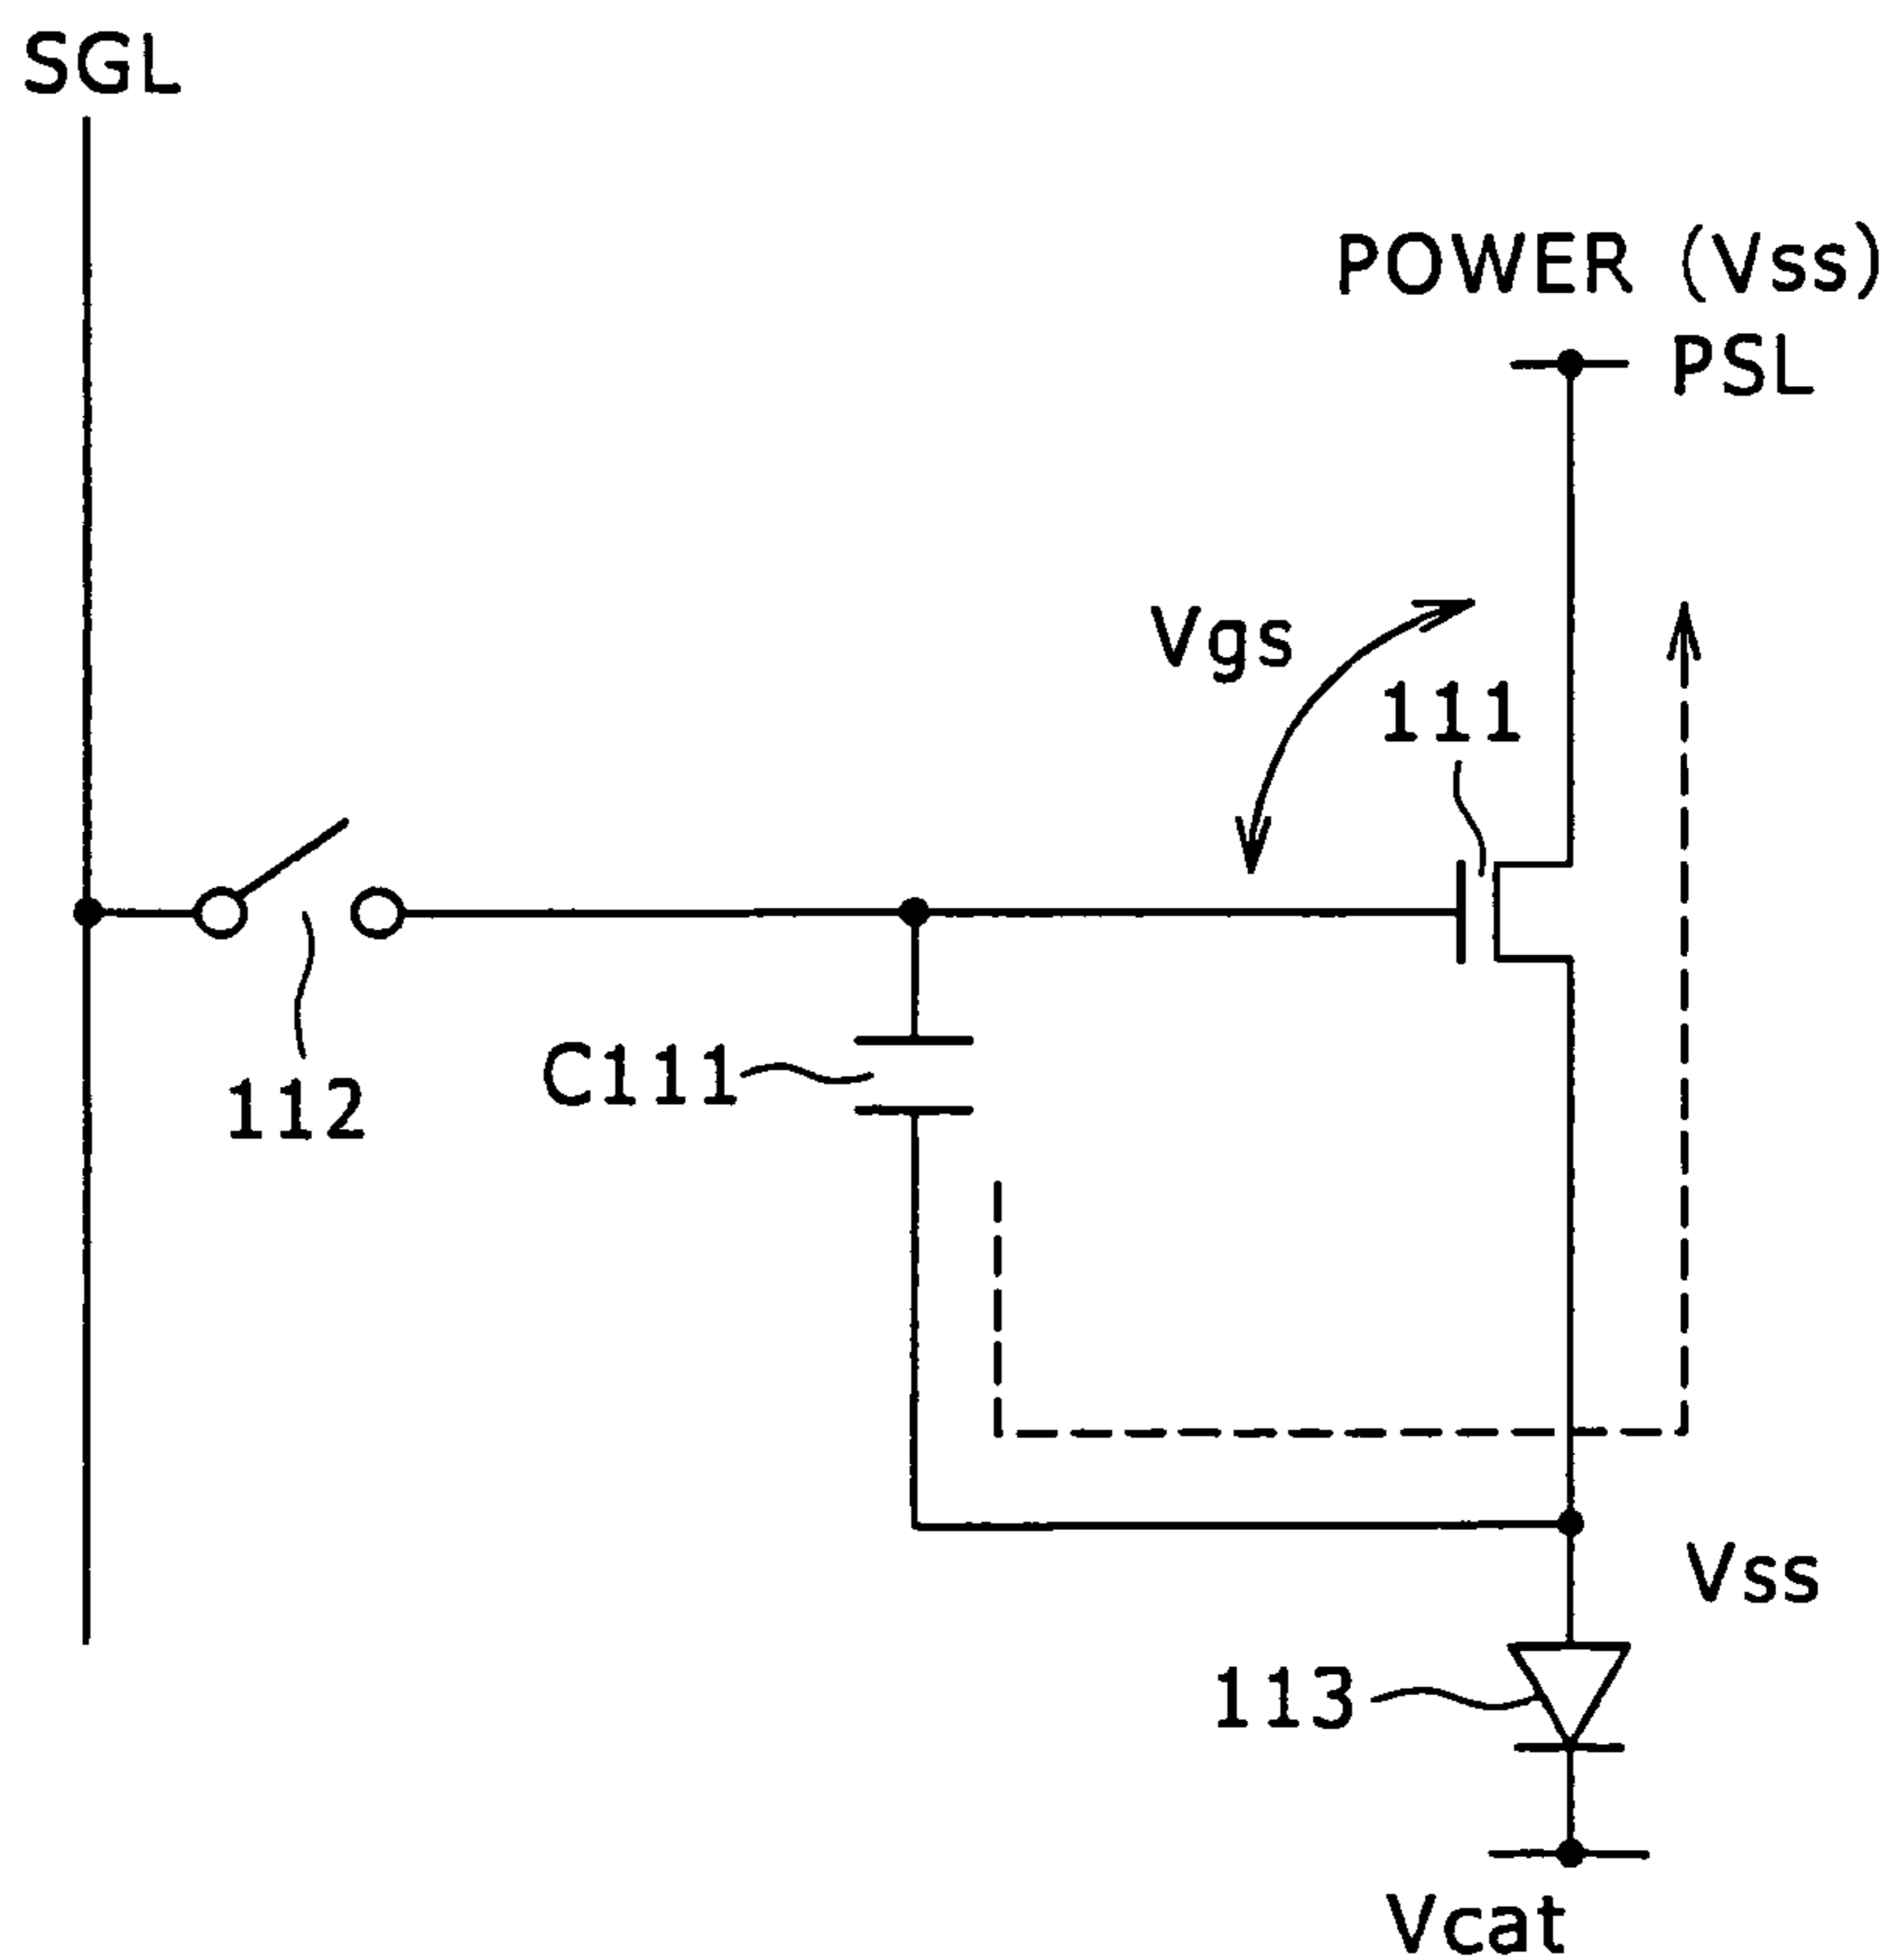 SGL
POWER (Vss)
PSL
Vgs
111
C111
112
Vss
113
Vcat